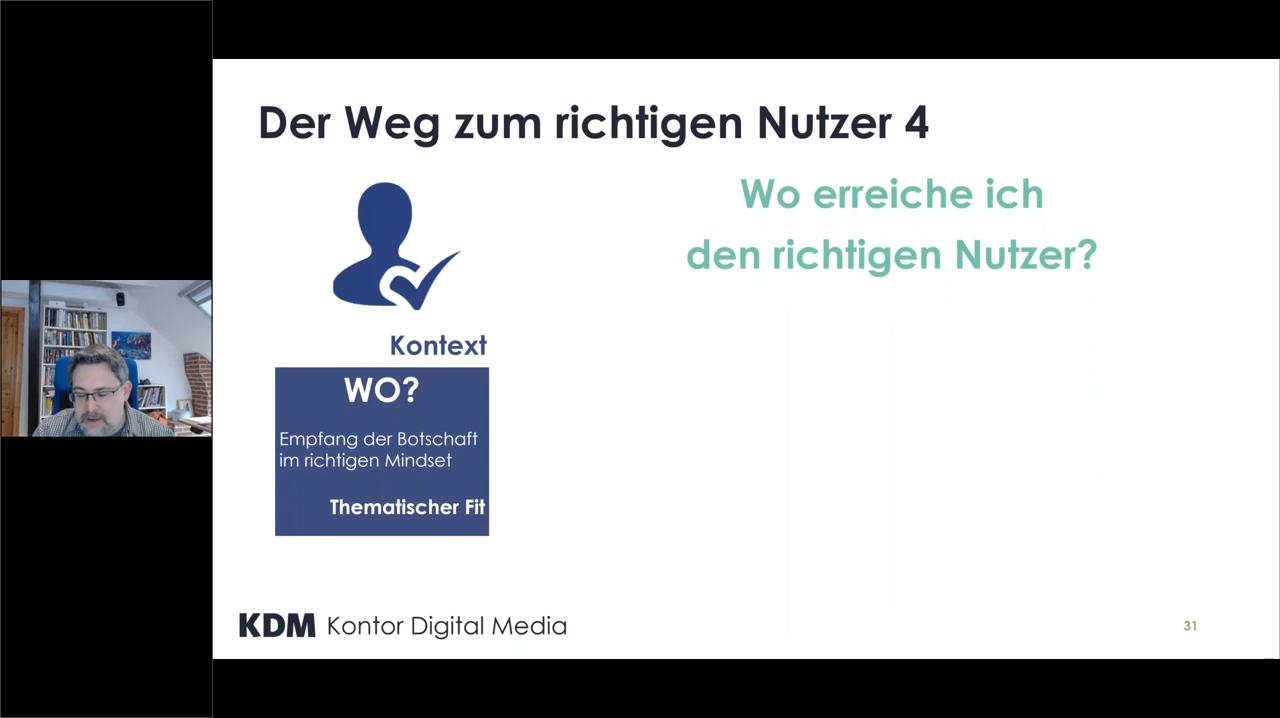 Der Weg zum richtigen Nutzer 4
Wo erreiche ich
den richtigen Nutzer?
Kontext
WO?
Empfang der Botschaft
im richtigen Mindset
Thematischer Fit
KDM Kontor Digital Media
31